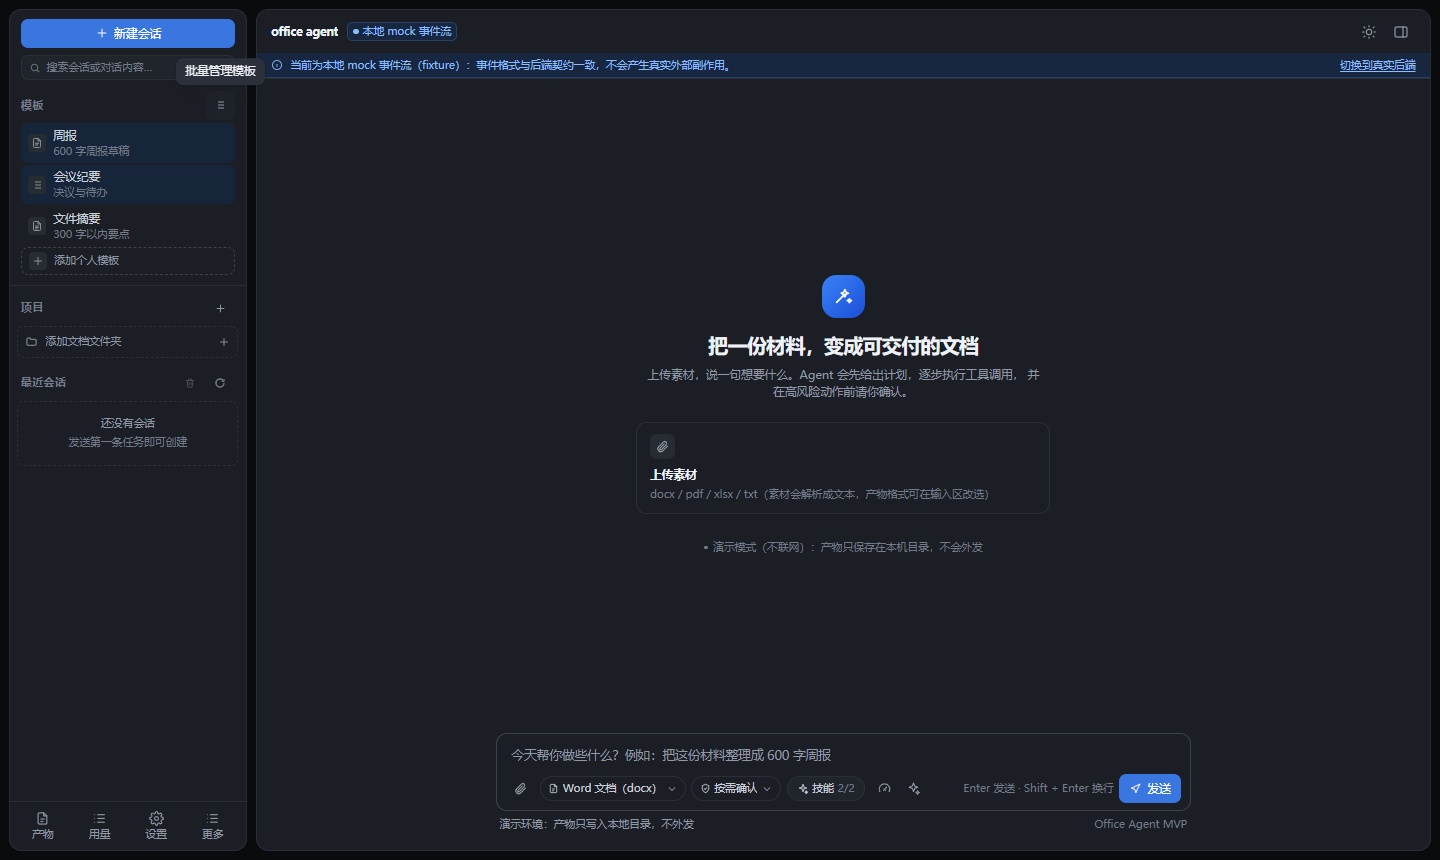 新建会话
搜索会话或对话内容...
批量管理模板
模板
周报
600 字周报草稿
会议纪要
决议与待办
文件摘要
300 字以内要点
添加个人模板
项目
添加文档文件夹
最近会话
还没有会话
发送第一条任务即可创建
产物
用量
设置
更多
office agent
本地 mock 事件流
当前为本地 mock 事件流（fixture）：事件格式与后端契约一致，不会产生真实外部副作用。
切换到真实后端
把一份材料，变成可交付的文档
上传素材，说一句想要什么。Agent 会先给出计划，逐步执行工具调用， 并
在高风险动作前请你确认。
上传素材
docx / pdf / xlsx / txt（素材会解析成文本，产物格式可在输入区改选）
• 演示模式（不联网）：产物只保存在本机目录，不会外发
今天帮你做些什么？例如：把这份材料整理成 600 字周报
Word 文档（docx）
按需确认
技能 2/2
Enter 发送 · Shift + Enter 换行
发送
演示环境：产物只写入本地目录，不外发
Office Agent MVP